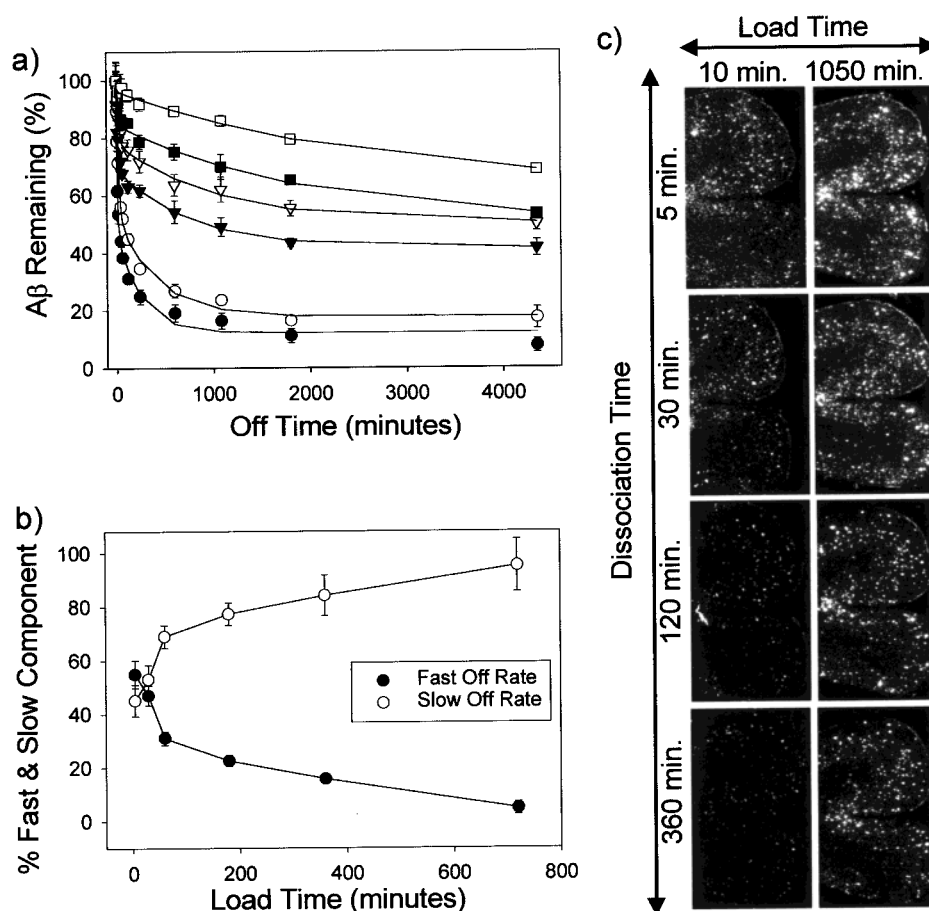 a)
Aβ Remaining (%)
100
80
60
40
20
0
0
1000
2000
3000
4000
Off Time (minutes)
b)
% Fast & Slow Component
100
80
60
40
20
0
Fast Off Rate
Slow Off Rate
0
200
400
600
800
Load Time (minutes)
c)
Load Time
10 min. 1050 min.
Dissociation Time
5 min.
30 min.
120 min.
360 min.